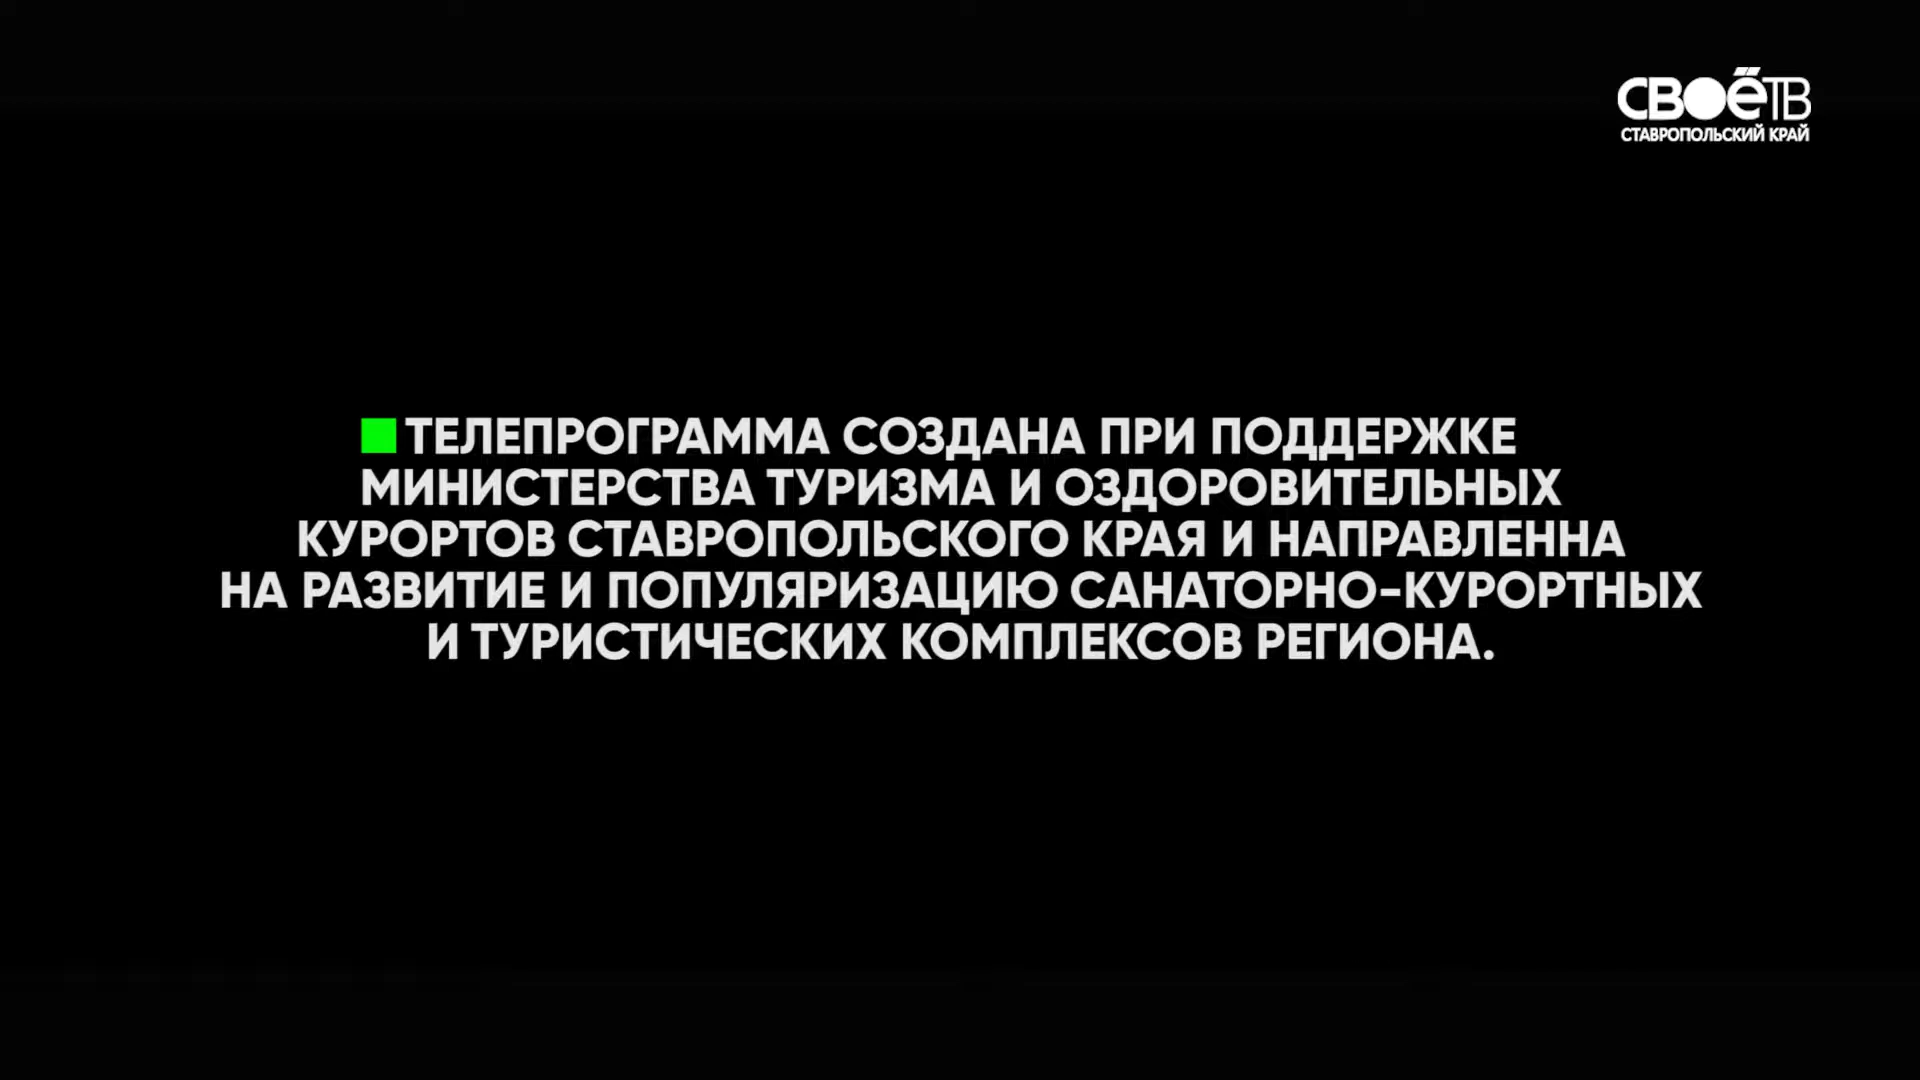 СВОЁТВ
СТАВРОПОЛЬСКИЙ КРАЙ
ТЕЛЕПРОГРАММА СОЗДАНА ПРИ ПОДДЕРЖКЕ
МИНИСТЕРСТВА ТУРИЗМА И ОЗДОРОВИТЕЛЬНЫХ
КУРОРТОВ СТАВРОПОЛЬСКОГО КРАЯ И НАПРАВЛЕННА
НА РАЗВИТИЕ И ПОПУЛЯРИЗАЦИЮ САНАТОРНО-КУРОРТНЫХ
И ТУРИСТИЧЕСКИХ КОМПЛЕКСОВ РЕГИОНА.